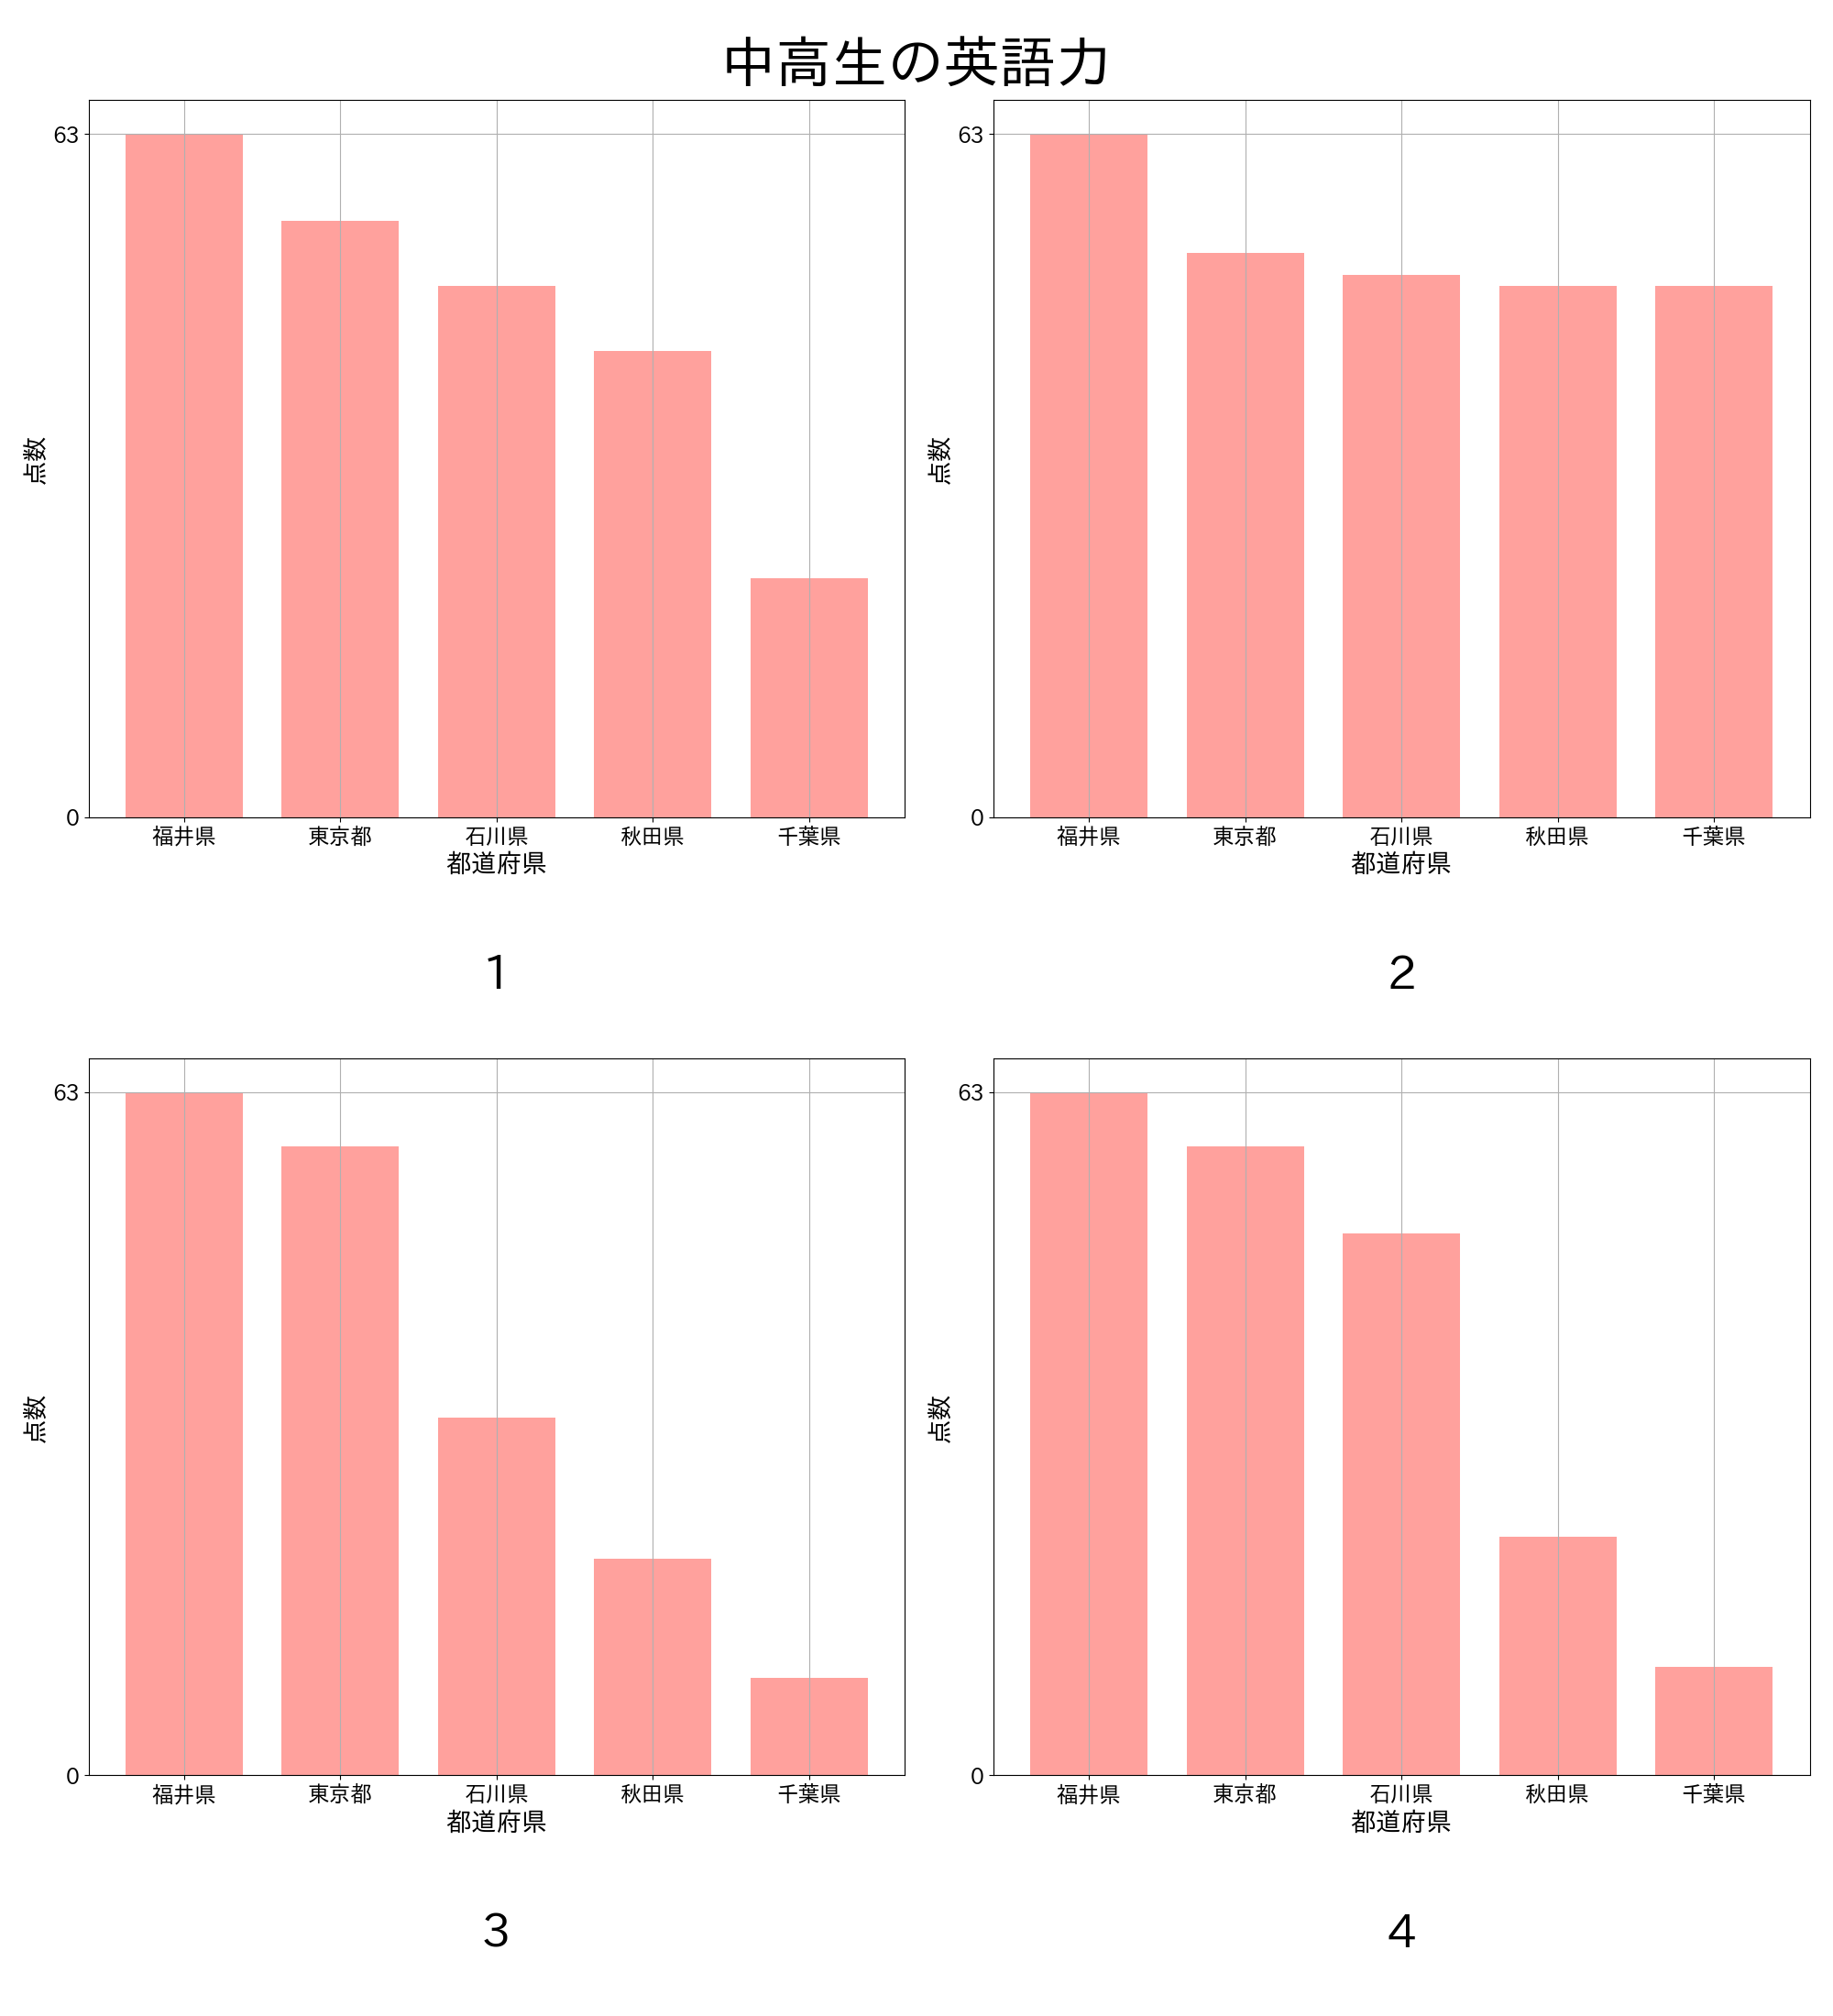 中高生の英語力
63
0
点数
福井県 東京都 石川県 秋田県 千葉県
都道府県
1
63
0
点数
福井県 東京都 石川県 秋田県 千葉県
都道府県
2
63
0
点数
福井県 東京都 石川県 秋田県 千葉県
都道府県
3
63
0
点数
福井県 東京都 石川県 秋田県 千葉県
都道府県
4